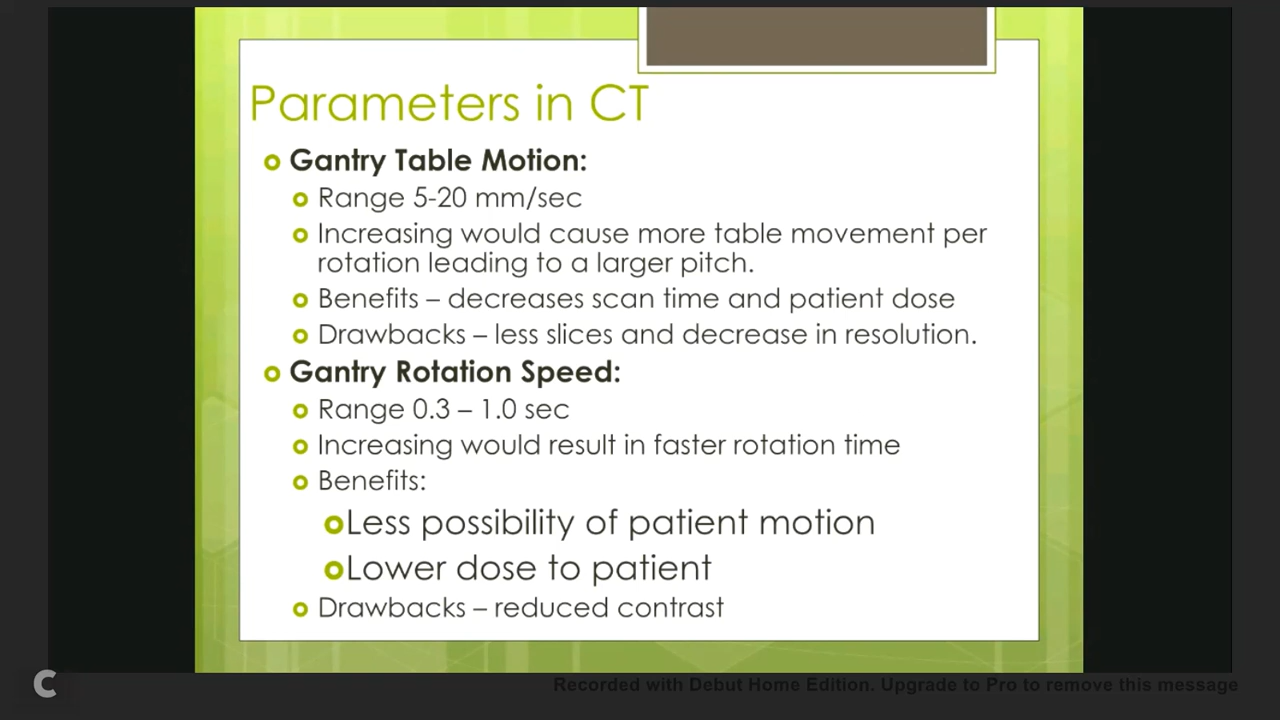 Parameters in CT
Gantry Table Motion:
Range 5-20 mm/sec
Increasing would cause more table movement per
rotation leading to a larger pitch.
Benefits – decreases scan time and patient dose
Drawbacks – less slices and decrease in resolution.
Gantry Rotation Speed:
Range 0.3 – 1.0 sec
Increasing would result in faster rotation time
Benefits:
Less possibility of patient motion
Lower dose to patient
Drawbacks – reduced contrast
C
Recorded with Debut Home Edition. Upgrade to Pro to remove this message